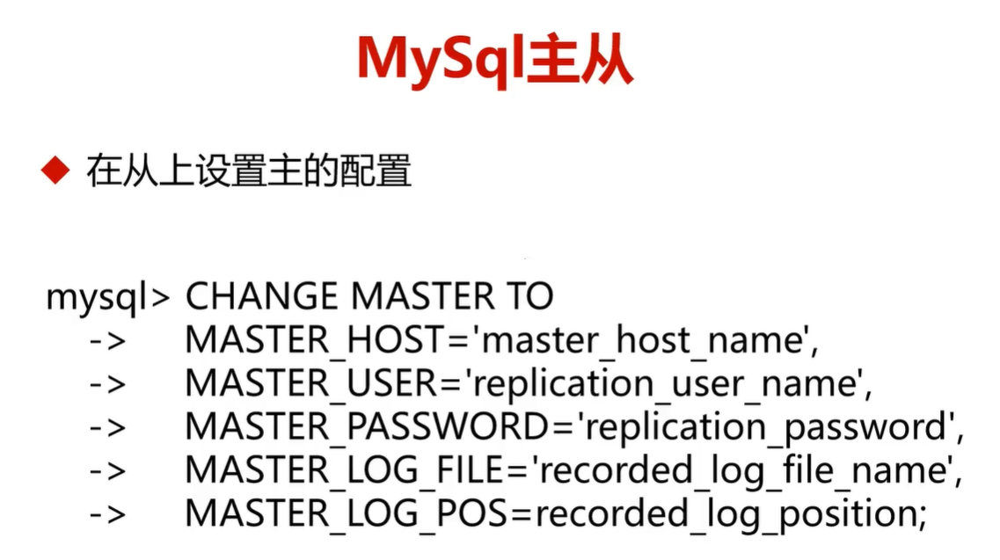 MySql主从
在从上设置主的配置
mysql> CHANGE MASTER TO
-> MASTER_HOST='master_host_name',
-> MASTER_USER='replication_user_name',
-> MASTER_PASSWORD='replication_password',
-> MASTER_LOG_FILE='recorded_log_file_name',
-> MASTER_LOG_POS=recorded_log_position;